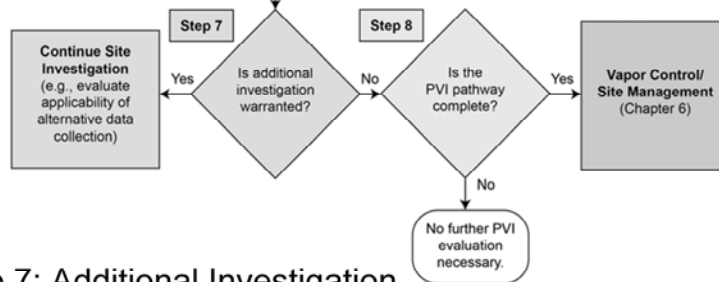 Step 7
Step 8
Continue Site
Investigation
(e.g., evaluate
applicability of
alternative data
collection)
Yes
Is additional
investigation
warranted?
No
Is the
PVI pathway
complete?
Yes
Vapor Control/
Site Management
(Chapter 6)
No
No further PVI
evaluation
necessary.
7: Additional Investigation